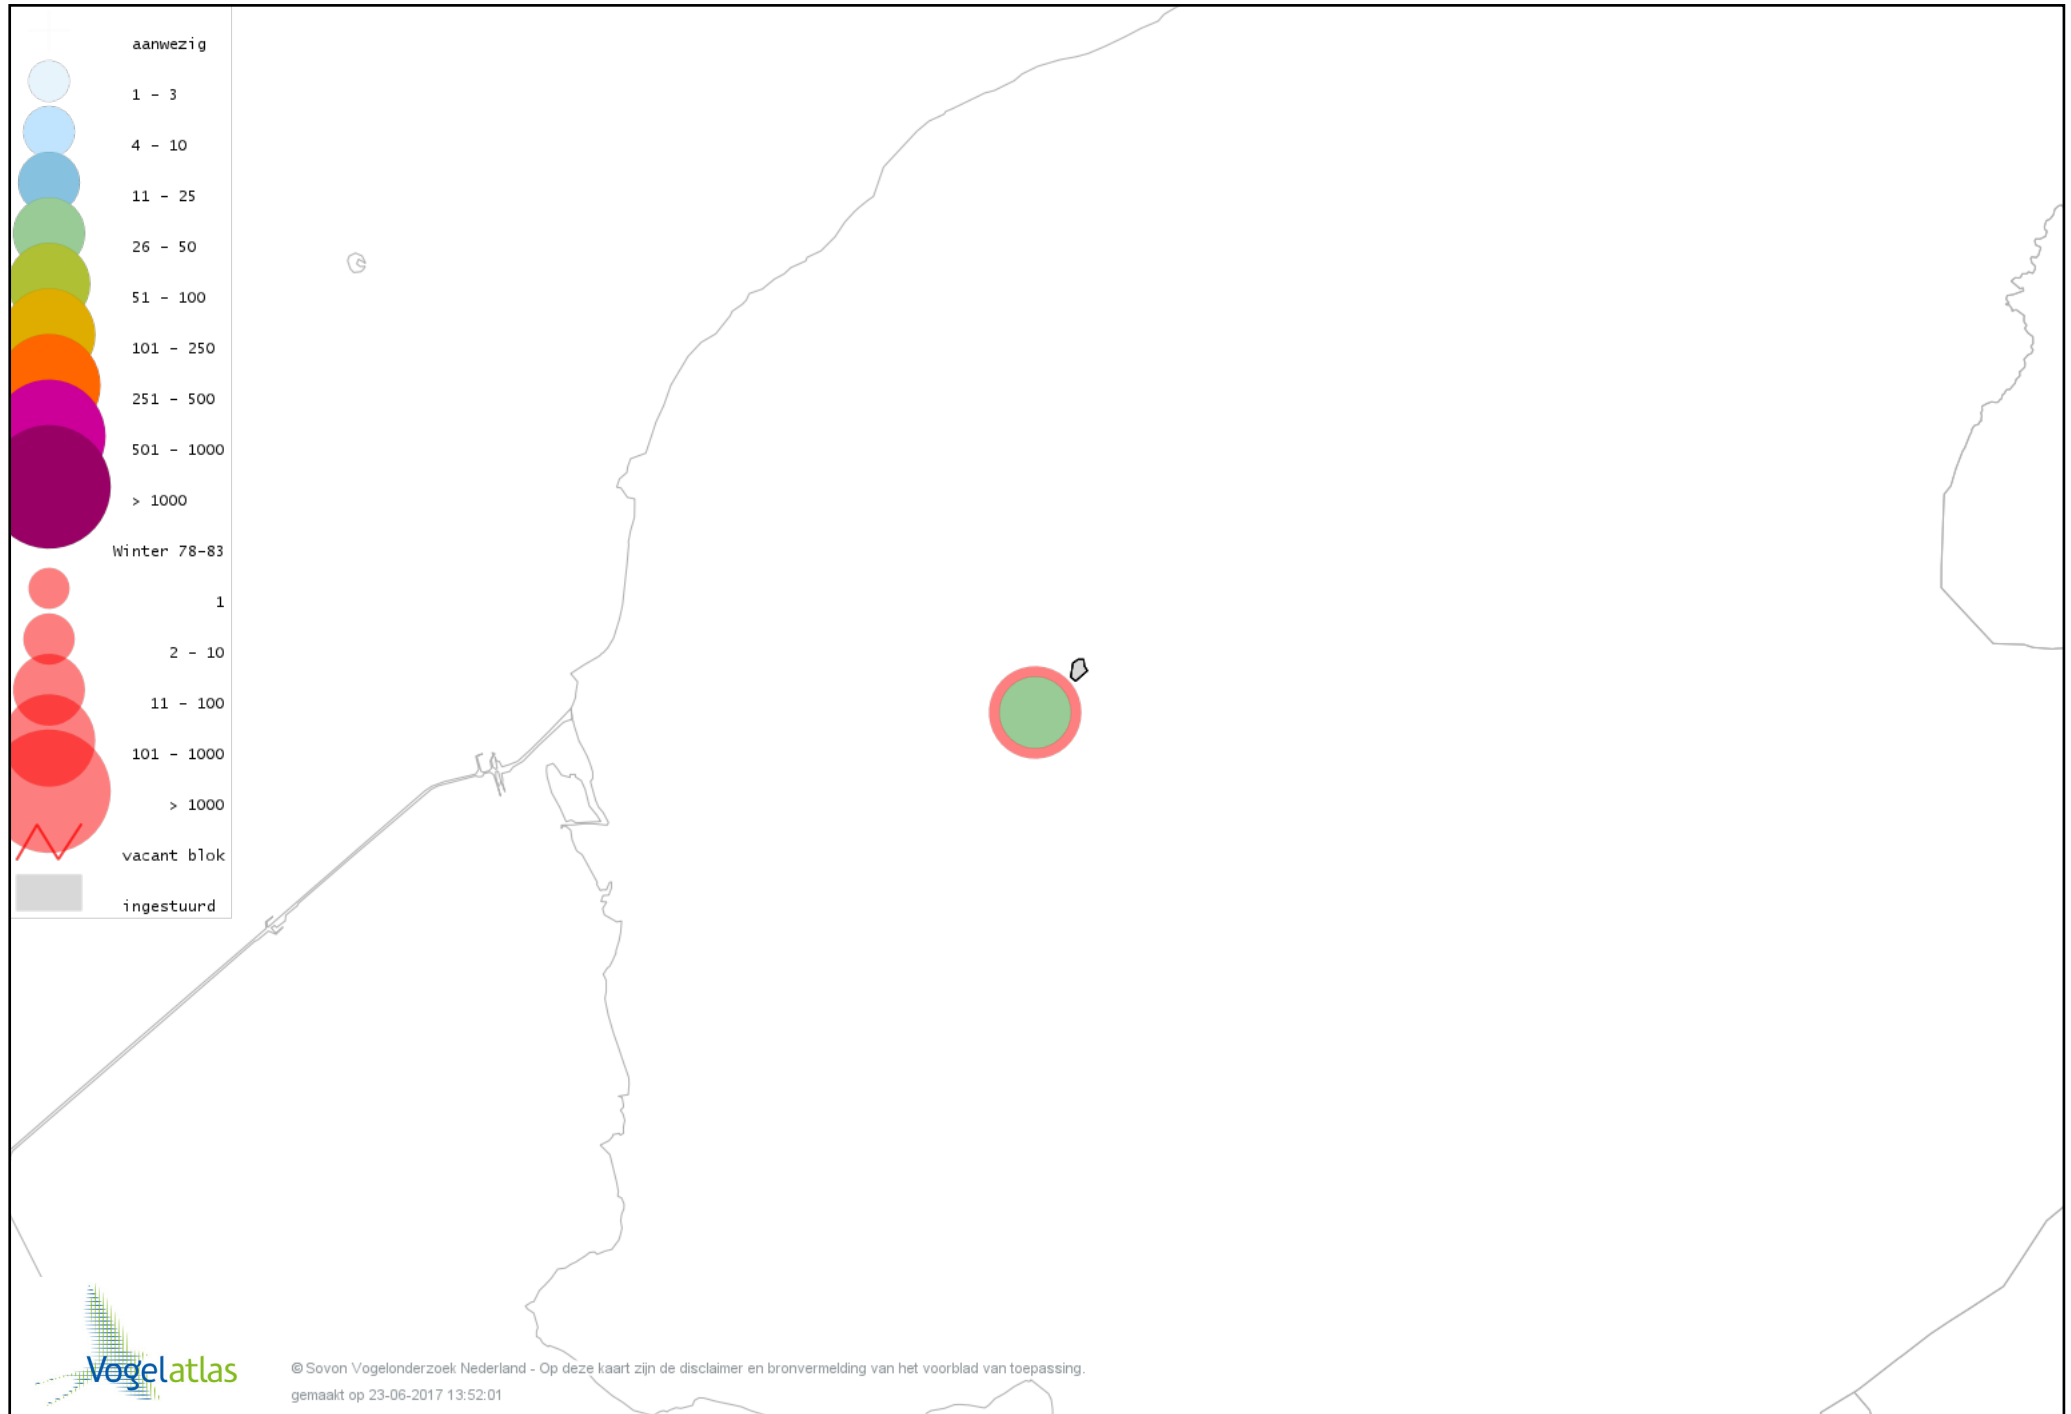 aanwezig
1 - 3
4 - 10
11 - 25
26 - 50
51 - 100
101 - 250
251 - 500
501 - 1000
> 1000
Winter 78-83
1
2 - 10
11 - 100
101 - 1000
> 1000
vacant blok
ingestuurd
Vogelatlas
© Sovon Vogelonderzoek Nederland - Op deze kaart zijn de disclaimer en bronvermelding van het voorblad van toepassing.
gemaakt op 23-06-2017 13:52:01